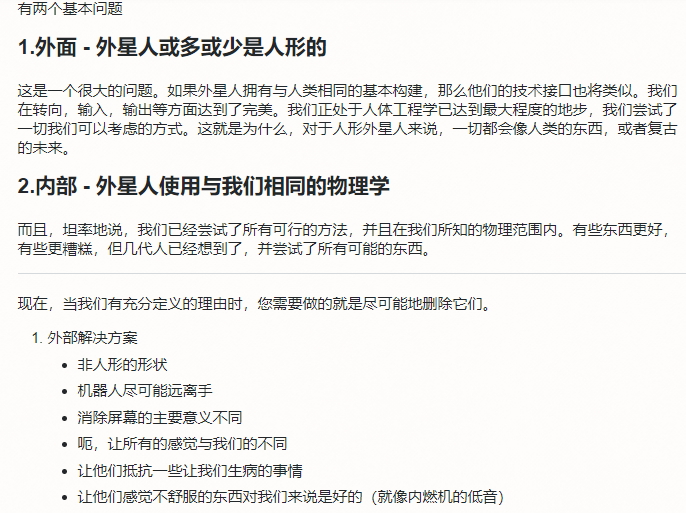 有两个基本问题
1.外面 - 外星人或多或少是人形的
这是一个很大的问题。如果外星人拥有与人类相同的基本构建，那么他们的技术接口也将类似。我们
在转向，输入，输出等方面达到了完美。我们正处于人体工程学已达到最大程度的地步，我们尝试了
一切我们可以考虑的方式。这就是为什么，对于人形外星人来说，一切都会像人类的东西，或者复古
的未来。
2.内部 - 外星人使用与我们相同的物理学
而且，坦率地说，我们已经尝试了所有可行的方法，并且在我们所知的物理范围内。有些东西更好，
有些更糟糕，但几代人已经想到了，并尝试了所有可能的东西。
现在，当我们有充分定义的理由时，您需要做的就是尽可能地删除它们。
1. 外部解决方案
• 非人形的形状
• 机器人尽可能远离手
• 消除屏幕的主要意义不同
• 呃，让所有的感觉与我们的不同
• 让他们抵抗一些让我们生病的事情
• 让他们感觉不舒服的东西对我们来说是好的（就像内燃机的低音）